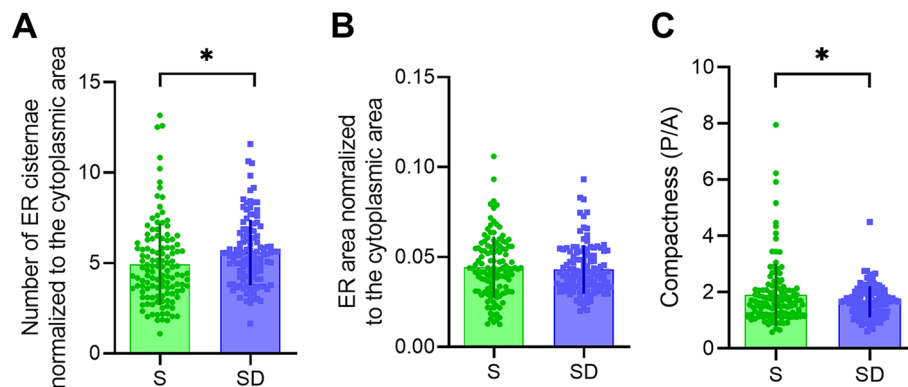 A
Number of ER cisternae
normalized to the cytoplasmic area
15
10
5
0
*
S
SD
B
ER area nomralized
to the cytoplasmic area
0.15
0.10
0.05
0.00
S
SD
C
Compactness (P/A)
10
8
6
4
2
0
*
S
SD